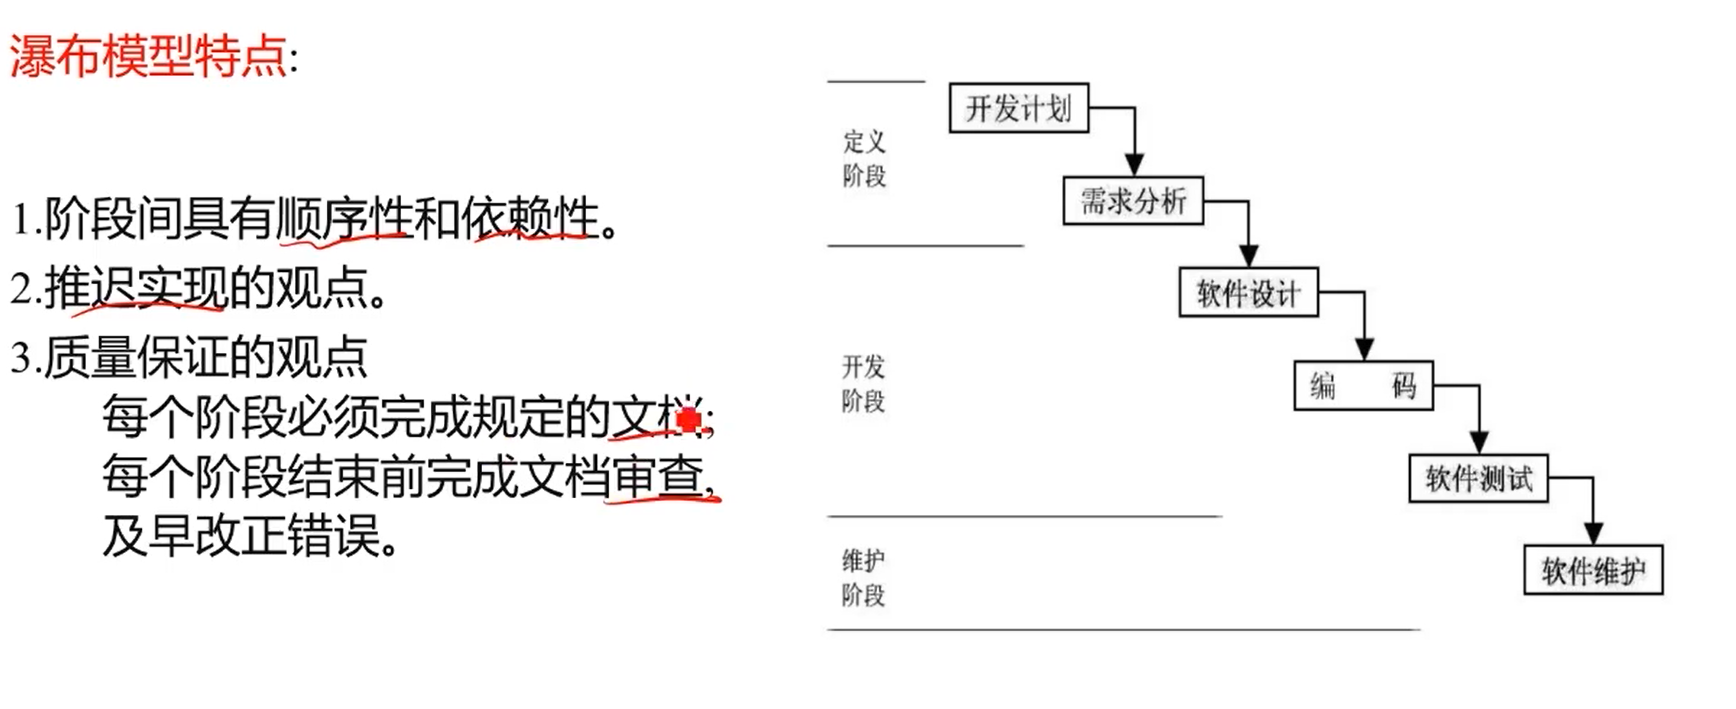 瀑布模型特点:
1.阶段间具有顺序性和依赖性。
2.推迟实现的观点。
3.质量保证的观点
每个阶段必须完成规定的文档;
每个阶段结束前完成文档审查,
及早改正错误。
定义
阶段
开发计划
需求分析
开发
阶段
软件设计
编 码
软件测试
维护
阶段
软件维护